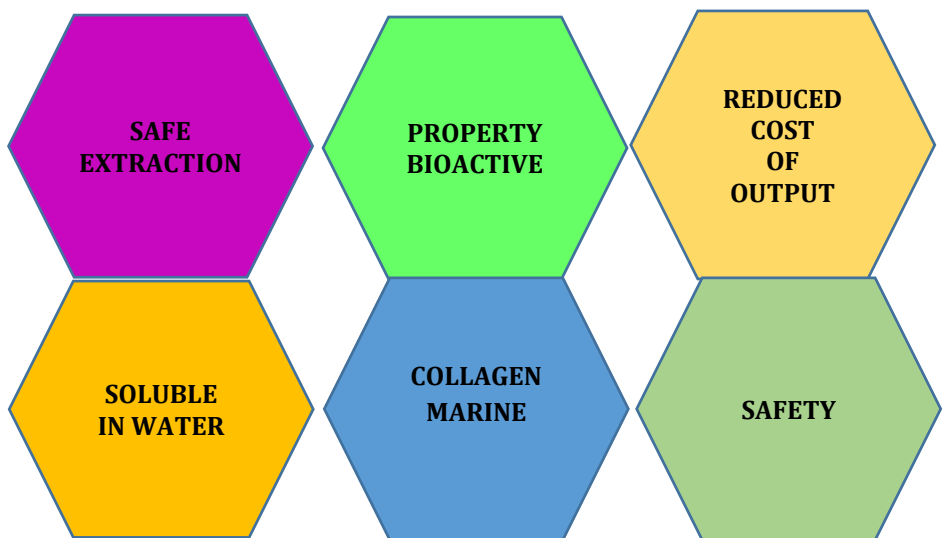 SAFE
EXTRACTION
PROPERTY
BIOACTIVE
REDUCED
COST
OF
OUTPUT
SOLUBLE
IN WATER
COLLAGEN
MARINE
SAFETY